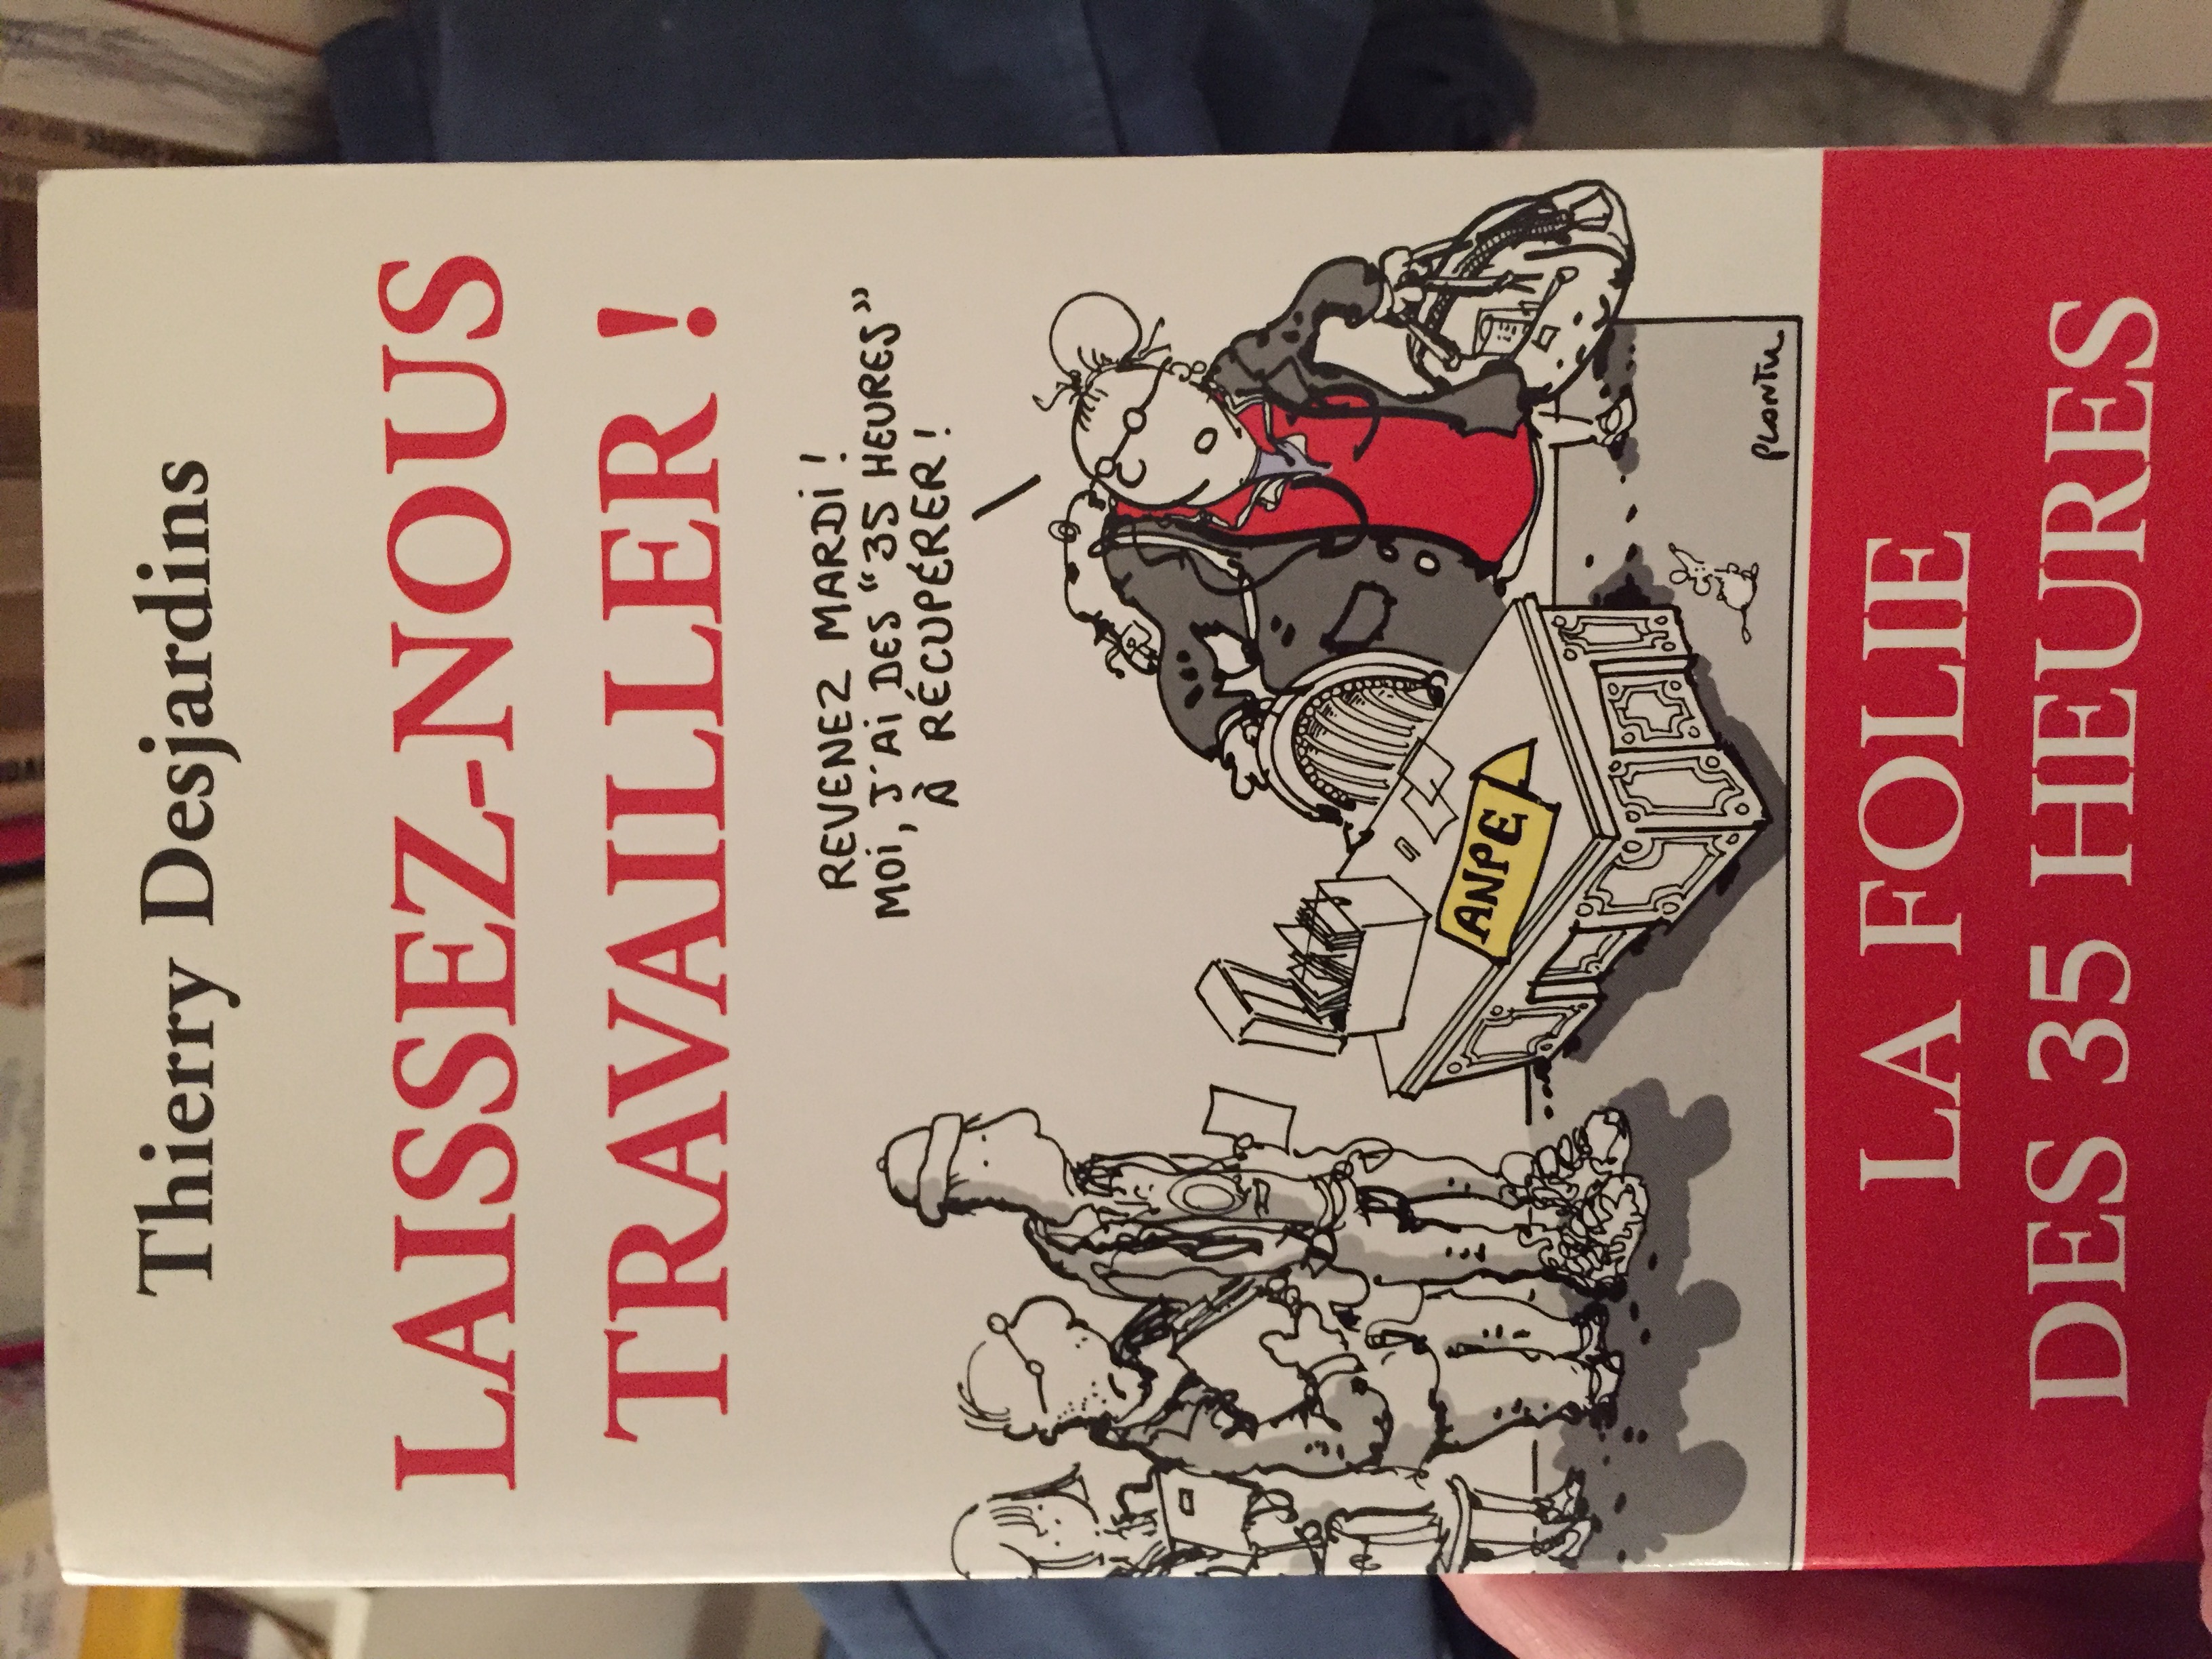 Thierry Desjardins
LAISSEZ-NOUS
TRAVAILLER !
REVENEZ MARDI !
MOI, J'AI DES “35 HEURES”
À RÉCUPÉRER !
ANPE
PLANTU
LA FOLIE
DES 35 HEURES